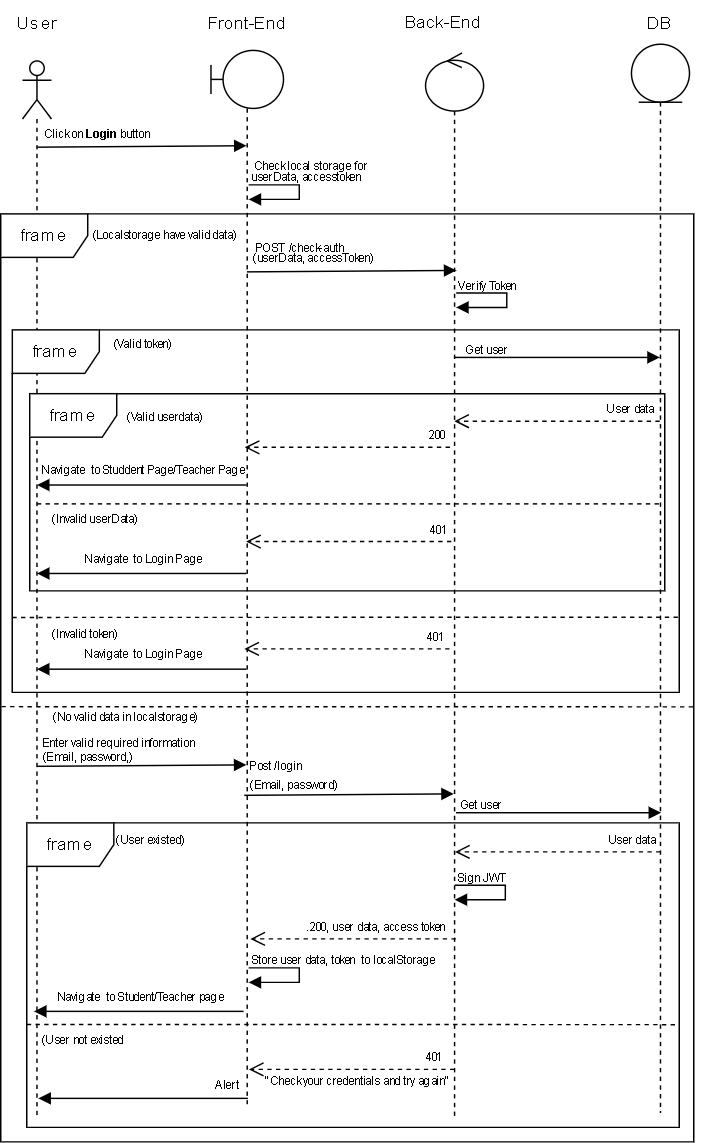 User Front-End Back-End DB
Click on Login button
Check local storage for
userData, accesstoken
frame (Localstorage have valid data)
POST /check-auth
(userData, accessToken)
Verify Token
frame (Valid token)
Get user
frame (Valid userdata)
User data
200
Navigate to Studdent Page/Teacher Page
(Invalid userData)
401
Navigate to Login Page
(Invalid token)
401
Navigate to Login Page
(No valid data in localstorage)
Enter valid required information
(Email, password,)
Post /login
(Email, password)
Get user
frame (User existed)
User data
Sign JWT
.200, user data, access token
Store user data, token to localStorage
Navigate to Student/Teacher page
(User not existed
401
"Check your credentials and try again"
Alert